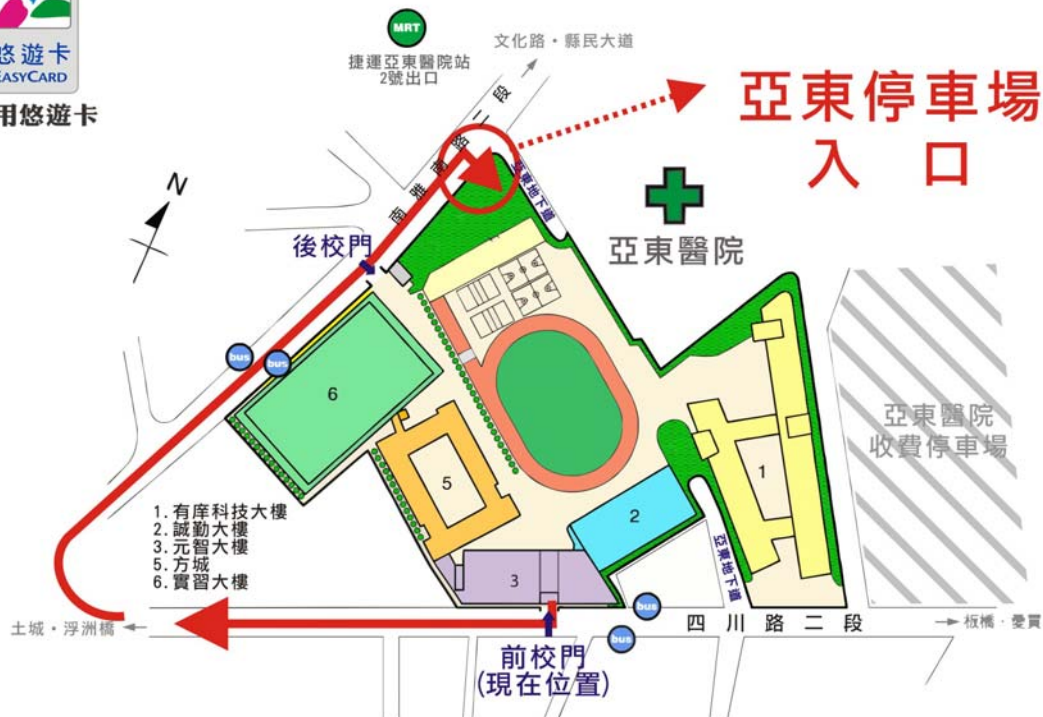 悠遊卡
EASYCARD
用悠遊卡
MRT
捷運亞東醫院站
2號出口
文化路・縣民大道
亞東停車場
入 口
南雅南路二段
亞東地下道
亞東醫院
N
後校門
bus
bus
6
5
2
1
3
亞東醫院
收費停車場
1.有庠科技大樓
2.誠勤大樓
3.元智大樓
5.方城
6.實習大樓
亞東地下道
bus
bus
土城・浮洲橋
四川路二段
板橋・愛買
前校門
(現在位置)